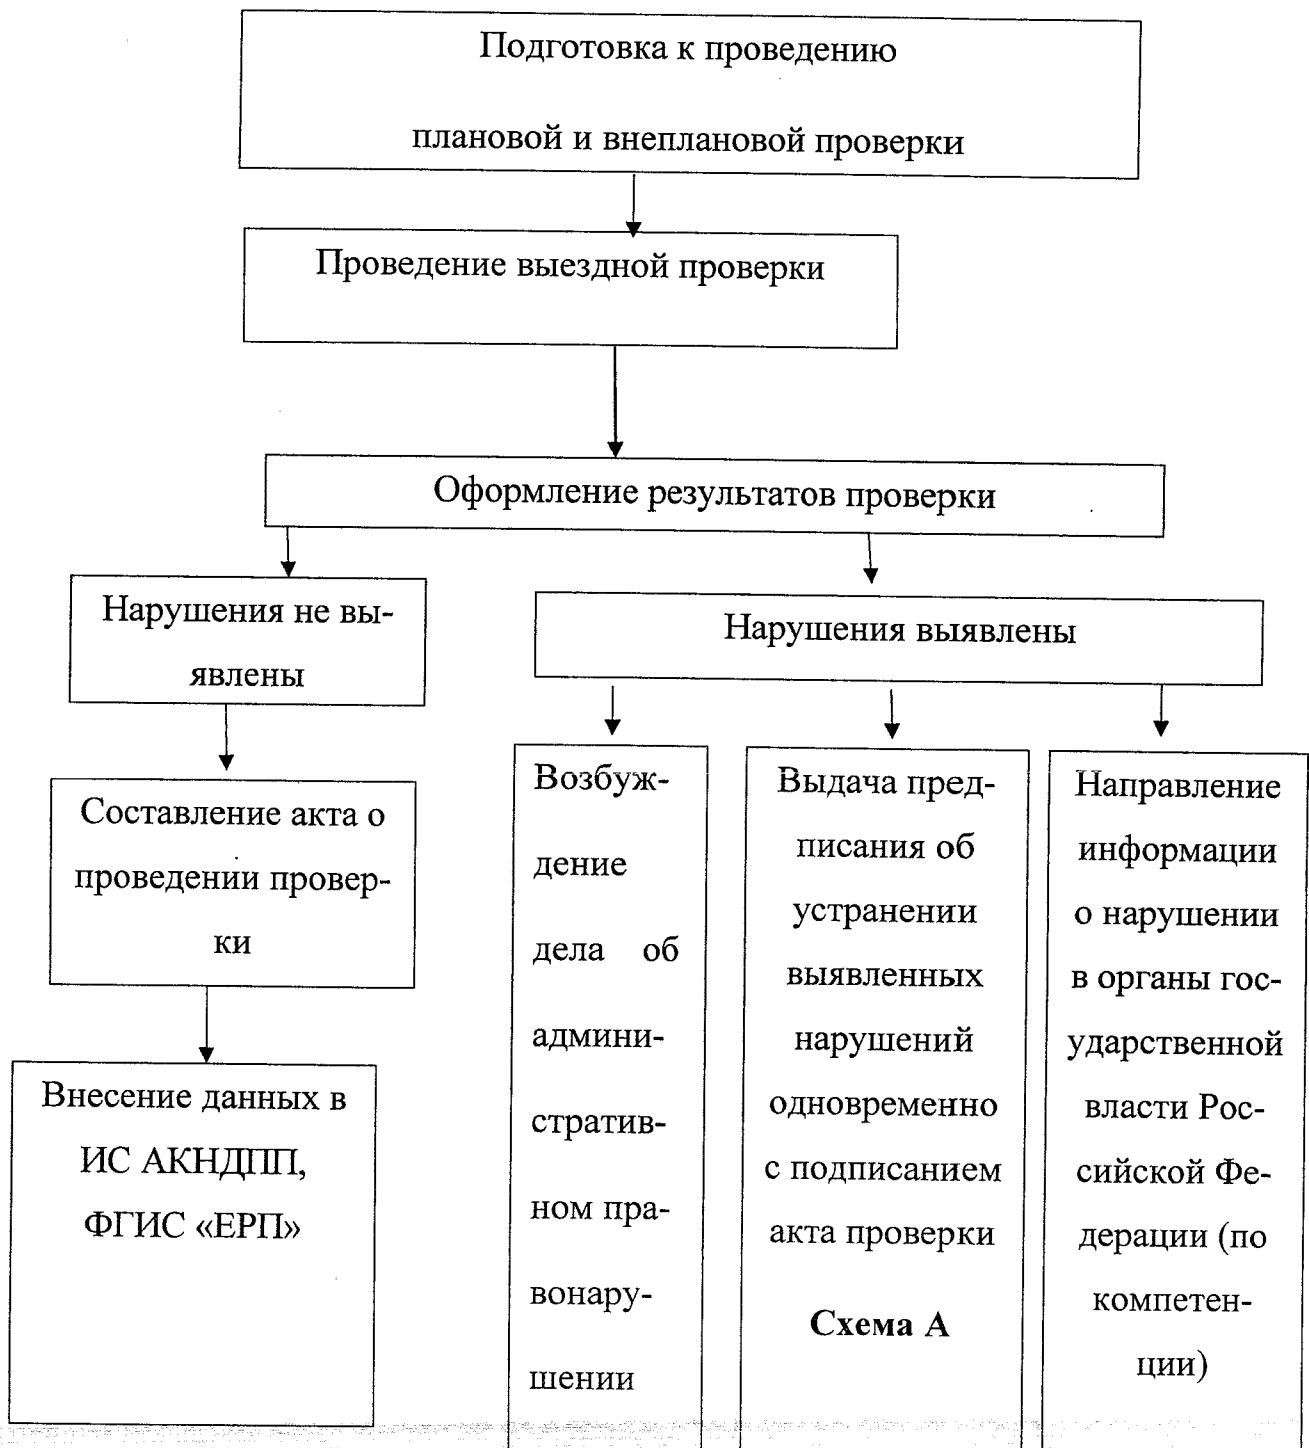 Подготовка к проведению
плановой и внеплановой проверки
Проведение выездной проверки
Оформление результатов проверки
Нарушения не вы-
явлены
Нарушения выявлены
Составление акта о
проведении провер-
ки
Внесение данных в
ИС АКНДПП,
ФГИС «ЕРП»
Возбуж-
дение
дела об
админи-
стратив-
ном пра-
вонару-
шении
Выдача пред-
писания об
устранении
выявленных
нарушений
одновременно
с подписанием
акта проверки
Схема А
Направление
информации
о нарушении
в органы гос-
ударственной
власти Рос-
сийской Фе-
дерации (по
компетен-
ции)